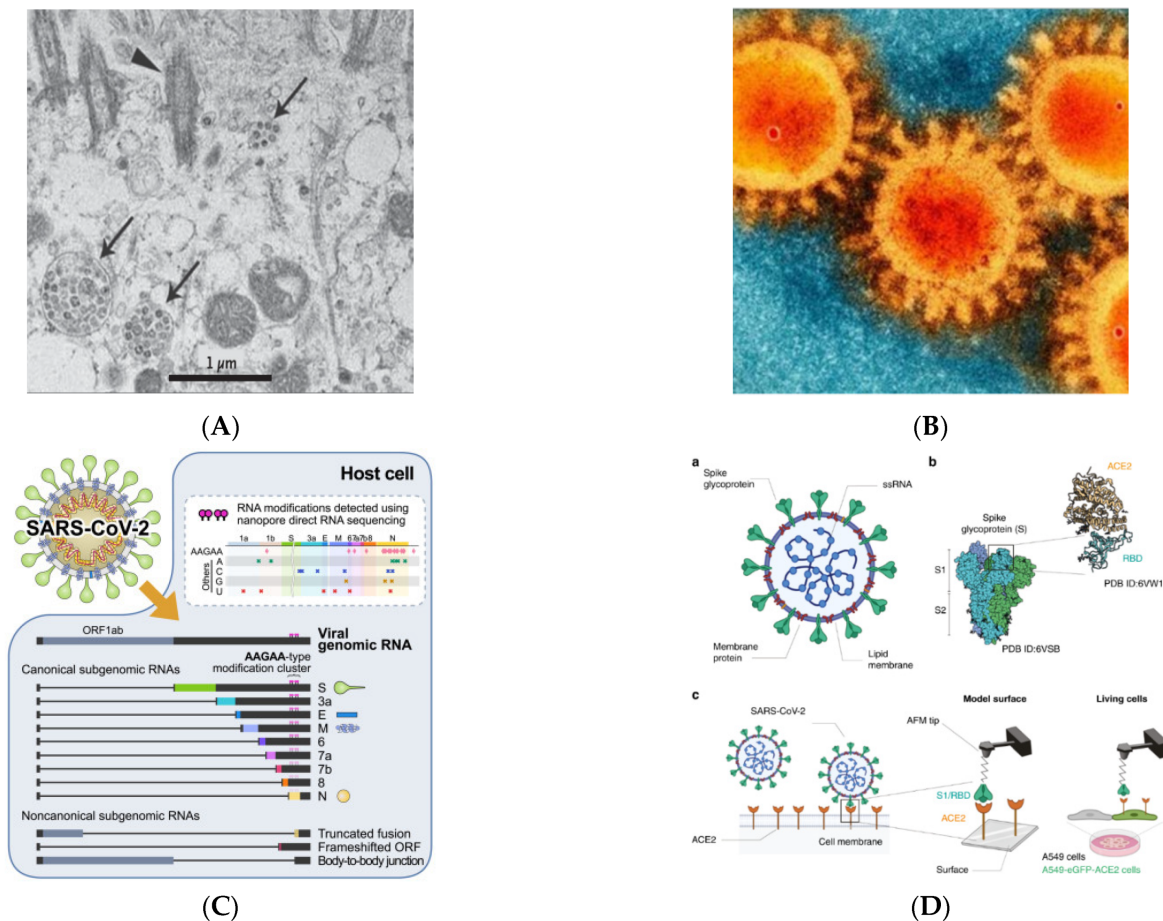 1 µm
(A)
(B)
SARS-CoV-2
Host cell
RNA modifications detected using
nanopore direct RNA sequencing
1a 1b S 3a E M 67a7b8 N
AAGAA
Others
A
C
G
U
ORF1ab
Viral
genomic RNA
AAGAA-type
modification cluster
Canonical subgenomic RNAs
S
3a
E
M
6
7a
7b
8
N
Noncanonical subgenomic RNAs
Truncated fusion
Frameshifted ORF
Body-to-body junction
(C)
a
Spike
glycoprotein
ssRNA
Membrane
protein
Lipid
membrane
b
ACE2
Spike
glycoprotein (S)
RBD
S1
S2
PDB ID:6VW1
PDB ID:6VSB
c
SARS-CoV-2
ACE2
Cell membrane
Model surface
AFM tip
S1/RBD
ACE2
Surface
Living cells
A549 cells
A549-eGFP-ACE2 cells
(D)